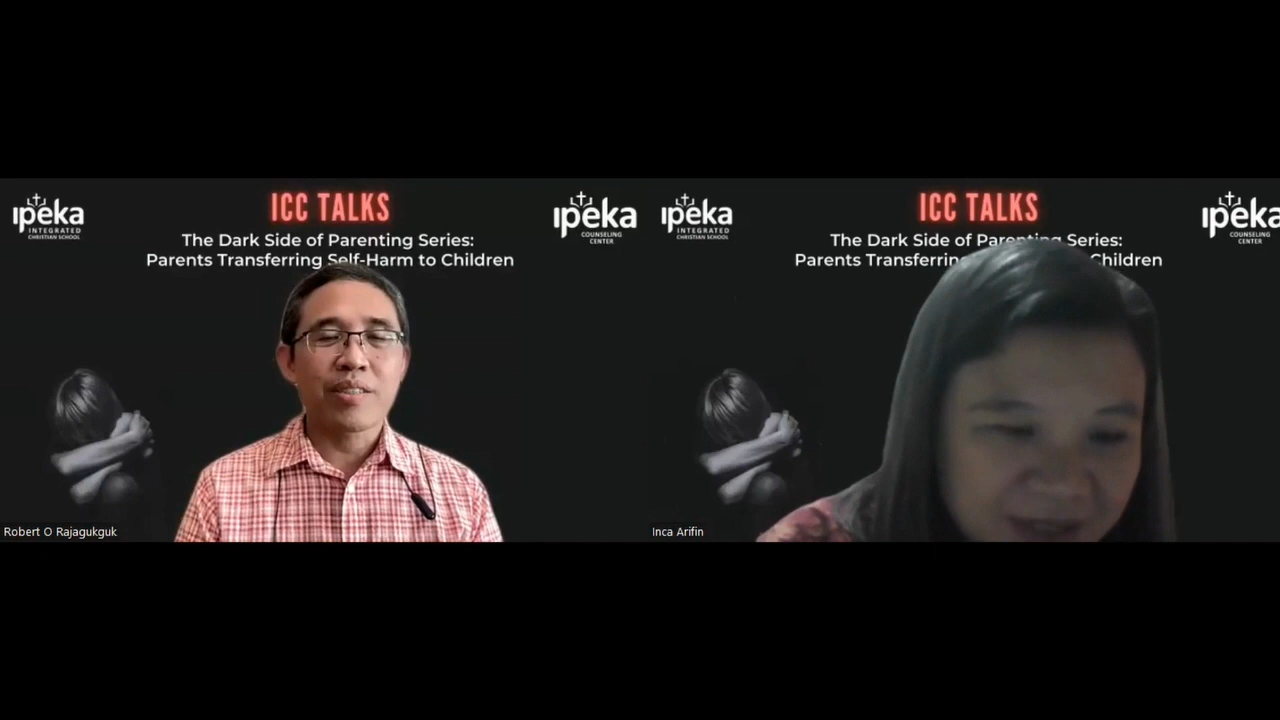 ipeka
INTEGRATED
CHRISTIAN SCHOOL
ICC TALKS
The Dark Side of Parenting Series:
Parents Transferring Self-Harm to Children
ipeka
COUNSELING
CENTER
Robert O Rajagukguk
ipeka
INTEGRATED
CHRISTIAN SCHOOL
ICC TALKS
The Dark Side of Parenting Series:
Parents Transferring Children
ipeka
COUNSELING
CENTER
Inca Arifin